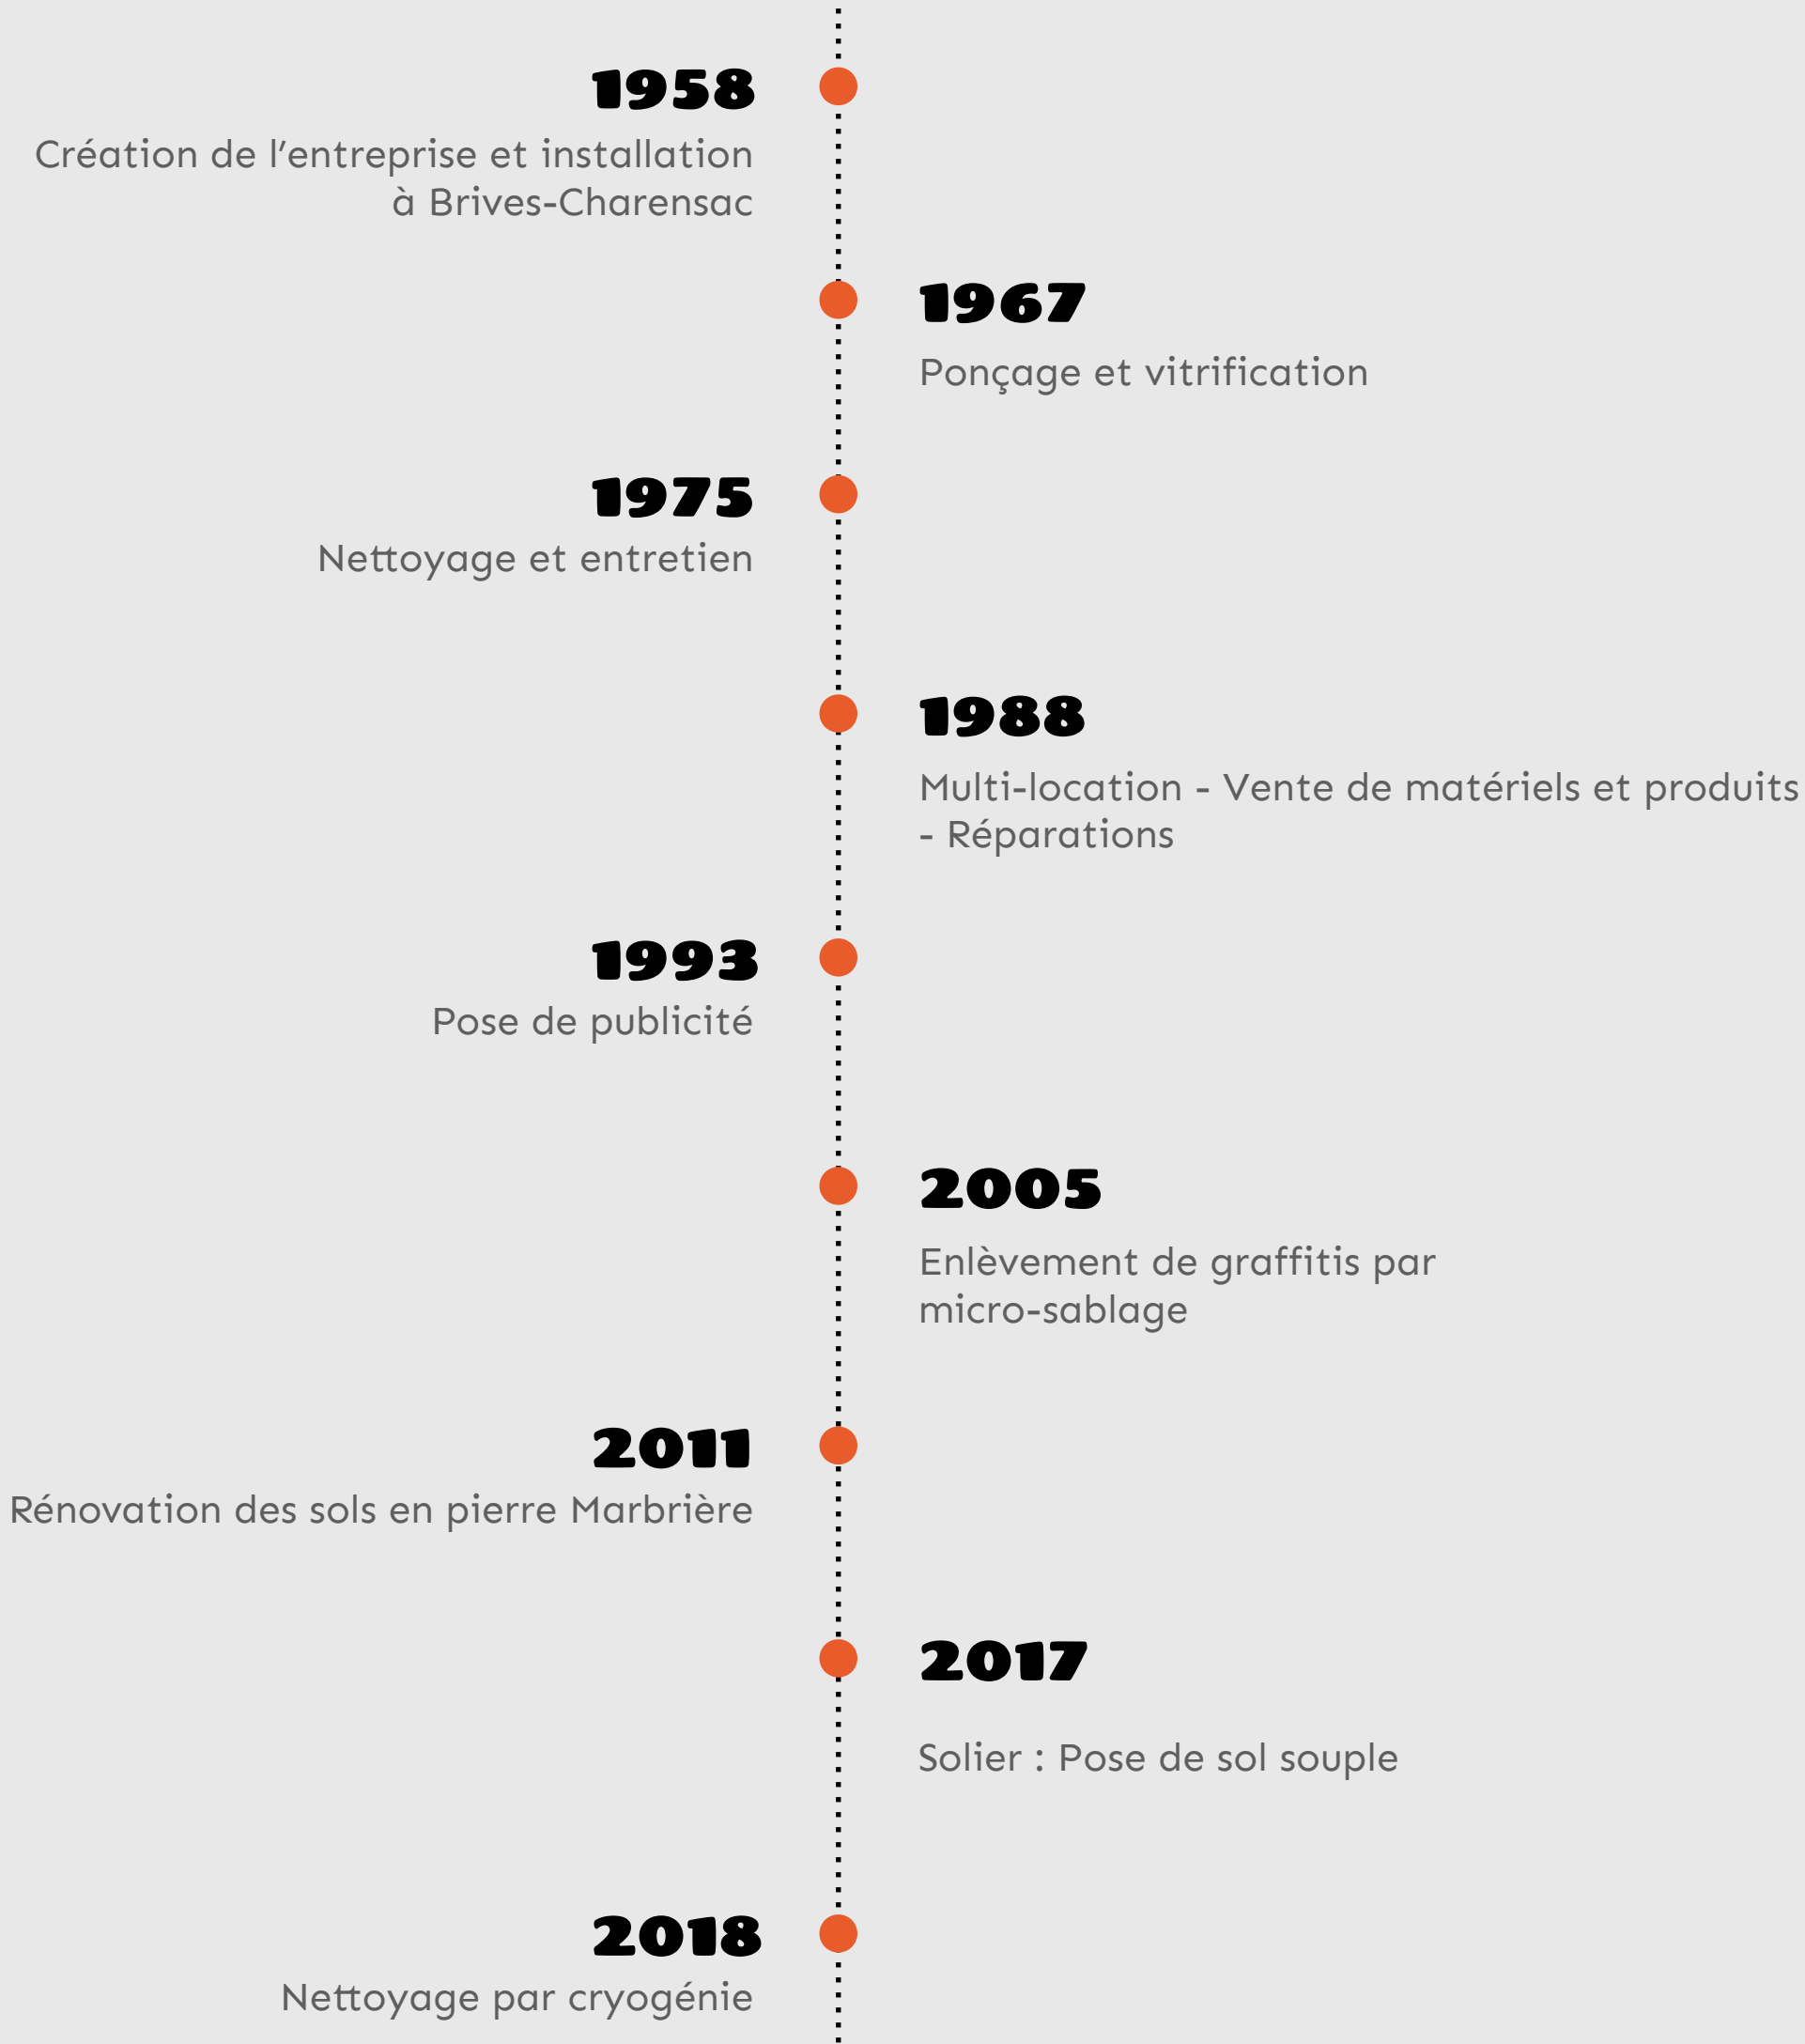 1958
Création de l’entreprise et installation
à Brives-Charensac
1967
Ponçage et vitrification
1975
Nettoyage et entretien
1988
Multi-location - Vente de matériels et produits
- Réparations
1993
Pose de publicité
2005
Enlèvement de graffitis par
micro-sablage
2011
Rénovation des sols en pierre Marbrière
2017
Solier : Pose de sol souple
2018
Nettoyage par cryogénie